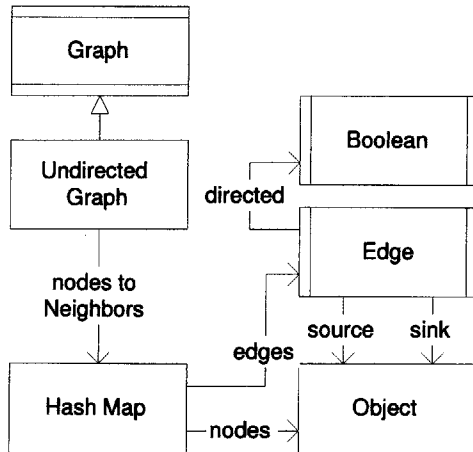 Graph
Undirected
Graph
Boolean
directed
Edge
nodes to
Neighbors
source
sink
edges
Hash Map
Object
nodes